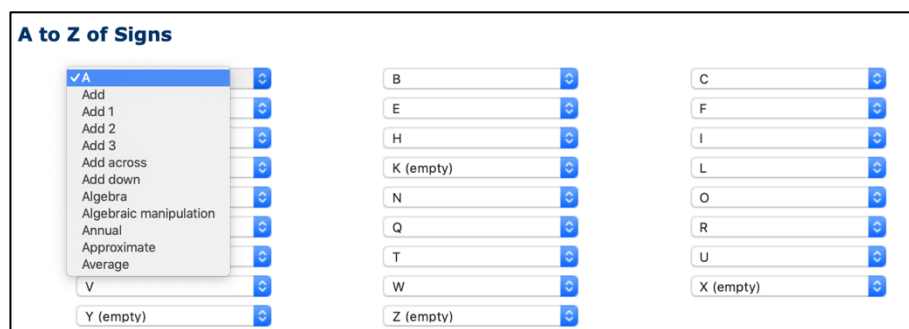 A to Z of Signs
✓A
Add
Add 1
Add 2
Add 3
Add across
Add down
Algebra
Algebraic manipulation
Annual
Approximate
Average
B
C
E
F
H
I
K (empty)
L
N
O
Q
R
T
U
V
W
X (empty)
Y (empty)
Z (empty)